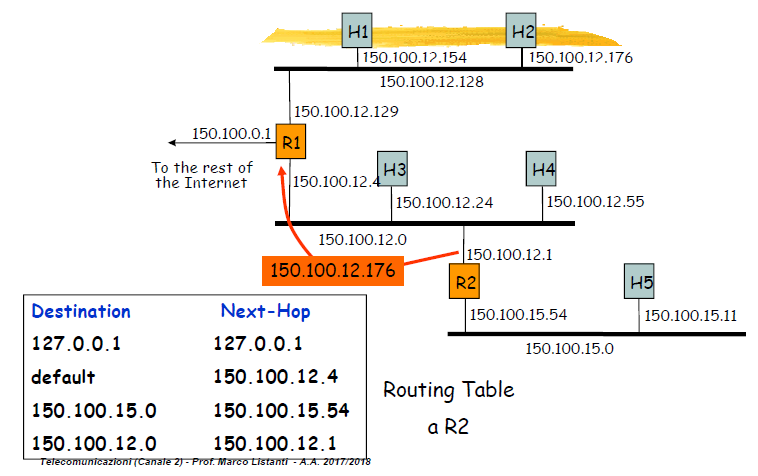 H1
H2
150.100.12.154
150.100.12.176
150.100.12.128
150.100.12.129
150.100.0.1
R1
To the rest of
the Internet
H3
H4
150.100.12.4
150.100.12.24
150.100.12.55
150.100.12.0
150.100.12.1
150.100.12.176
R2
H5
150.100.15.54
150.100.15.11
150.100.15.0
Destination Next-Hop
127.0.0.1 127.0.0.1
default 150.100.12.4
150.100.15.0 150.100.15.54
150.100.12.0 150.100.12.1
Routing Table
a R2
Telecomunicazioni (Canale 2) - Prof. Marco Listanti - A.A. 2017/2018